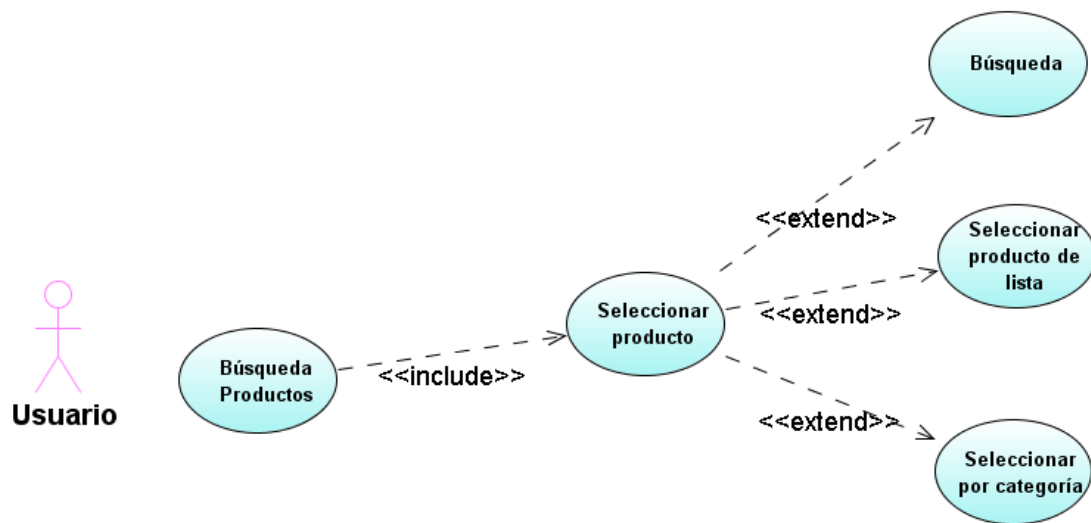 Búsqueda
<<extend>>
Seleccionar
producto de
lista
Seleccionar
producto
<<extend>>
Búsqueda
Productos
<<include>>
Usuario
<<extend>>
Seleccionar
por categoría